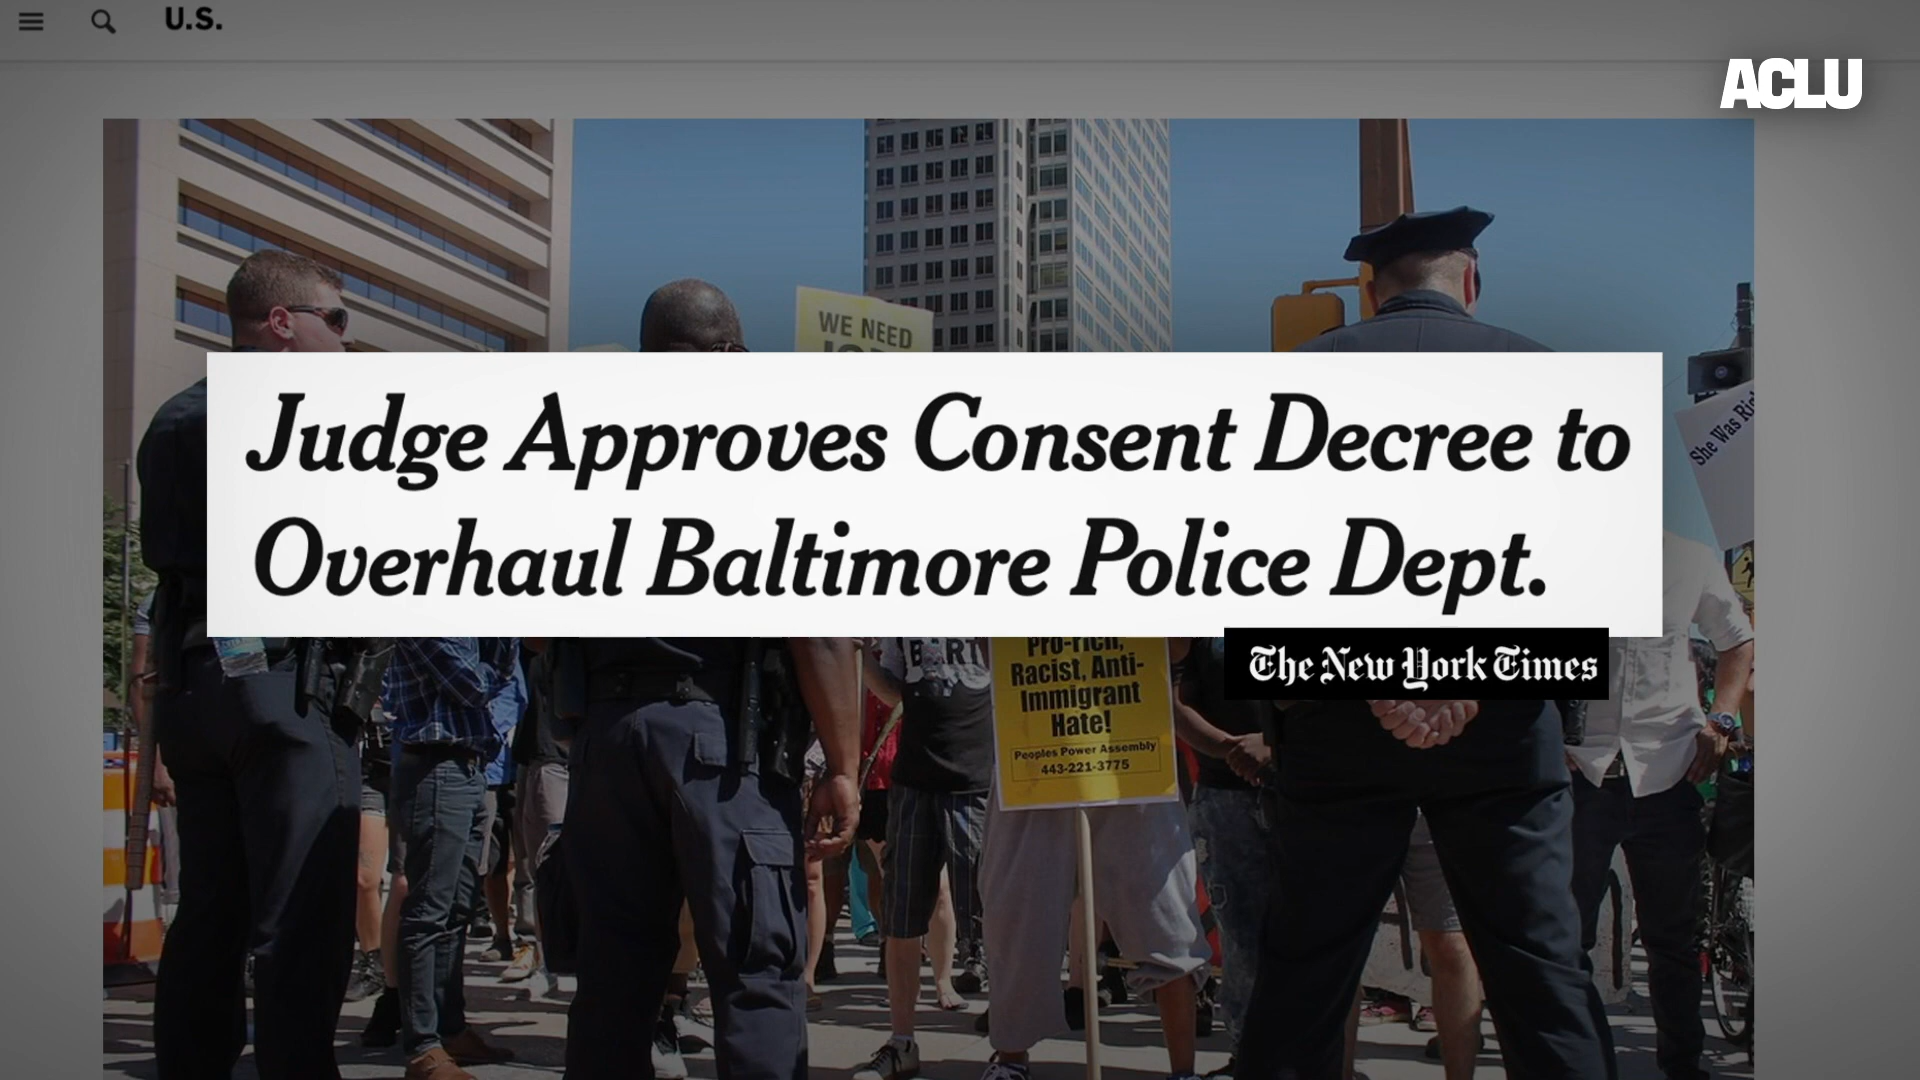 U.S.
ACLU
WE NEED
She Was
Judge Approves Consent Decree to
Overhaul Baltimore Police Dept.
The New York Times
Pro-rich,
Racist, Anti-
Immigrant
Hate!
Peoples Power Assembly
443-221-3775